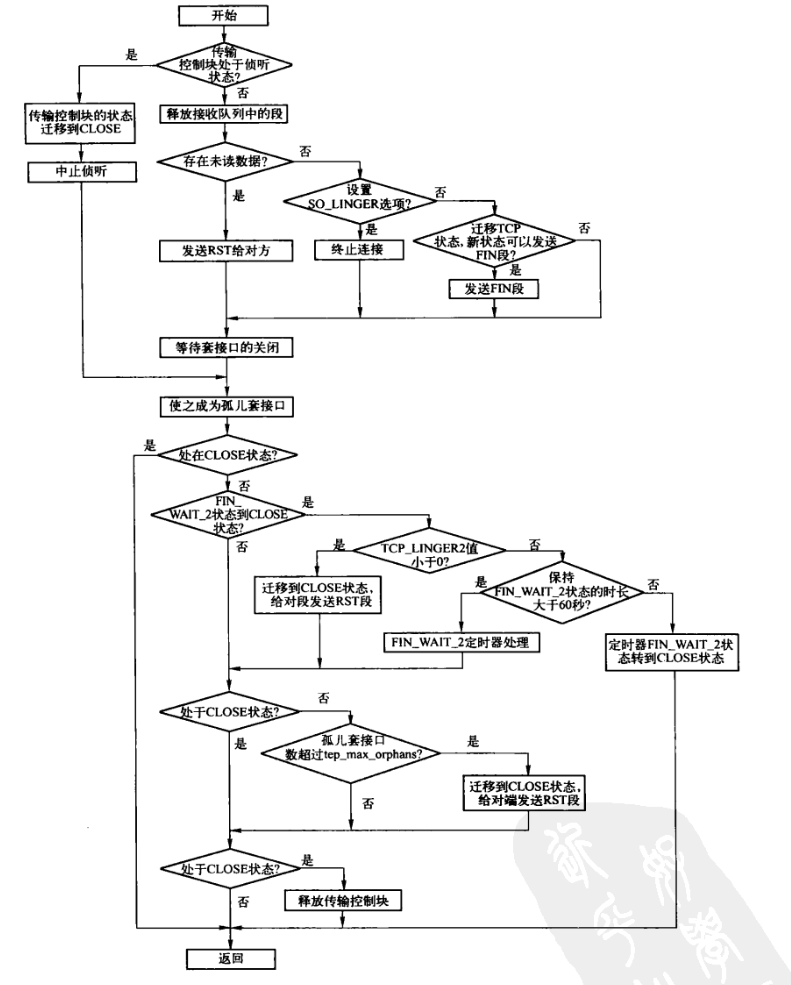 开始
传输
控制块处于侦听
状态?
是
否
传输控制块的状态
迁移到CLOSE
释放接收队列中的段
中止侦听
存在未读数据?
否
是
设置
SO_LINGER选项?
否
是
迁移TCP
状态,新状态可以发送
FIN段?
否
是
发送RST给对方
终止连接
发送FIN段
等待套接口的关闭
使之成为孤儿套接口
处在CLOSE状态?
是
否
FIN_
WAIT_2状态到CLOSE
状态?
是
否
TCP_LINGER2值
小于0?
是
否
迁移到CLOSE状态,
给对段发送RST段
保持
FIN_WAIT_2状态的时长
大于60秒?
是
否
FIN_WAIT_2定时器处理
定时器FIN_WAIT_2状
态转到CLOSE状态
处于CLOSE状态?
否
是
孤儿套接口
数超过tep_max_orphans?
是
否
迁移到CLOSE状态,
给对端发送RST段
处于CLOSE状态?
是
否
释放传输控制块
返回